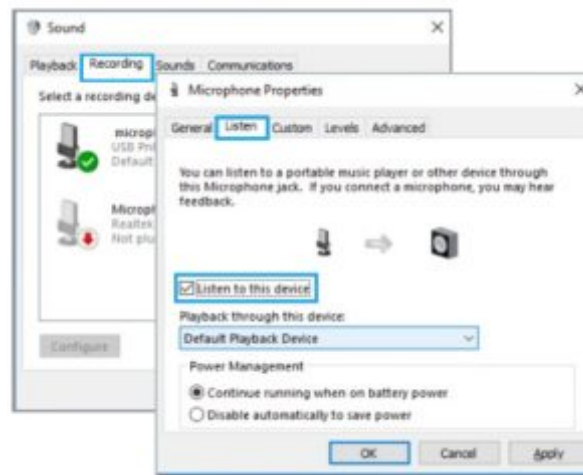 Sound
Playback Recording Sounds Communications
Select a recording de
microp
USB Pn
Default
Microph
Realtek
Not plu
Configure
Microphone Properties
General Listen Custom Levels Advanced
You can listen to a portable music player or other device through
this Microphone jack. If you connect a microphone, you may hear
feedback.
Listen to this device
Playback through this device:
Default Playback Device
Power Management
Continue running when on battery power
Disable automatically to save power
OK Cancel Apply